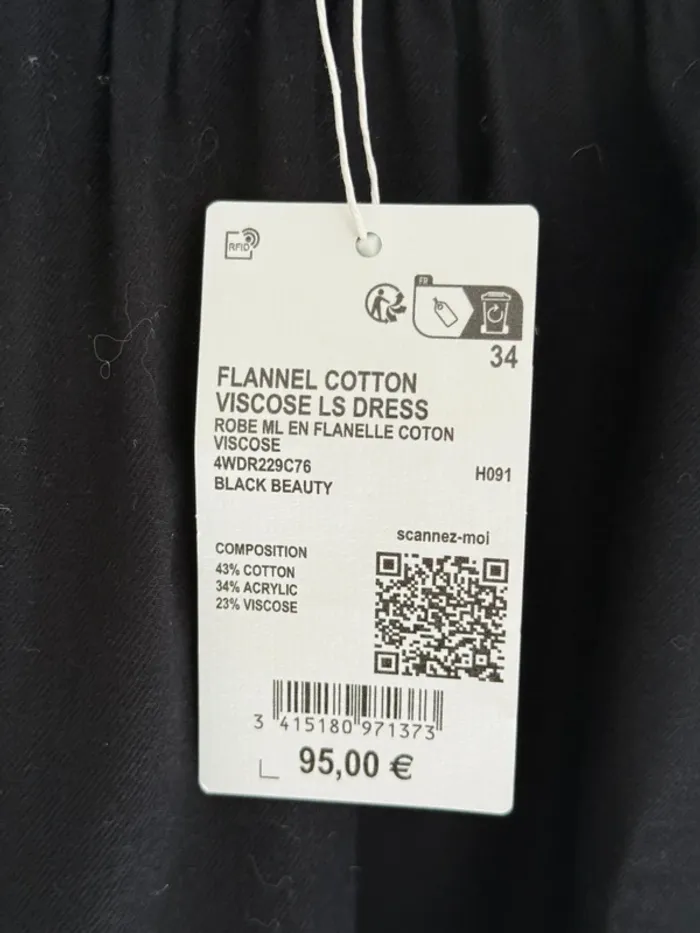 RFID
FR
34
FLANNEL COTTON
VISCOSE LS DRESS
ROBE ML EN FLANELLE COTON
VISCOSE
4WDR229C76
H091
BLACK BEAUTY
scannez-moi
COMPOSITION
43% COTTON
34% ACRYLIC
23% VISCOSE
3 415180 971373
95,00 €